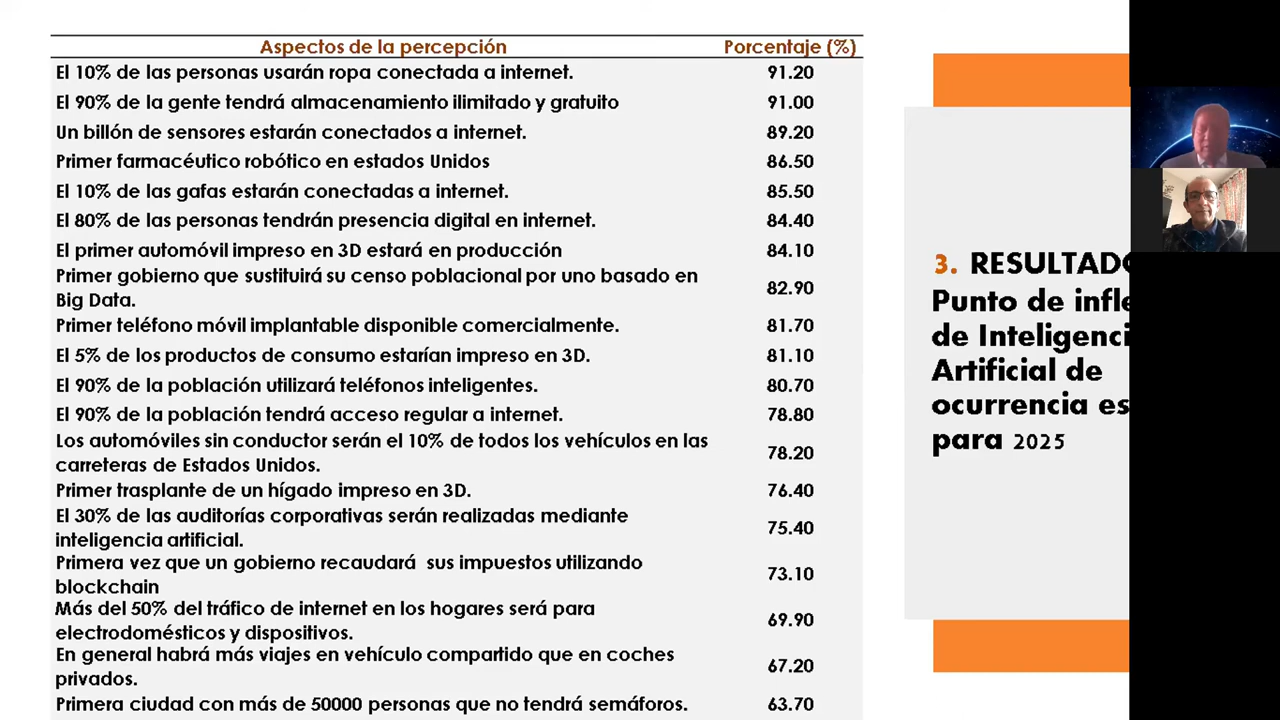 Aspectos de la percepción Porcentaje (%)
El 10% de las personas usarán ropa conectada a internet. 91.20
El 90% de la gente tendrá almacenamiento ilimitado y gratuito 91.00
Un billón de sensores estarán conectados a internet. 89.20
Primer farmacéutico robótico en estados Unidos 86.50
El 10% de las gafas estarán conectadas a internet. 85.50
El 80% de las personas tendrán presencia digital en internet. 84.40
El primer automóvil impreso en 3D estará en producción 84.10
Primer gobierno que sustituirá su censo poblacional por uno basado en
Big Data. 82.90
Primer teléfono móvil implantable disponible comercialmente. 81.70
El 5% de los productos de consumo estarían impreso en 3D. 81.10
El 90% de la población utilizará teléfonos inteligentes. 80.70
El 90% de la población tendrá acceso regular a internet. 78.80
Los automóviles sin conductor serán el 10% de todos los vehículos en las
carreteras de Estados Unidos. 78.20
Primer trasplante de un hígado impreso en 3D. 76.40
El 30% de las auditorías corporativas serán realizadas mediante
inteligencia artificial. 75.40
Primera vez que un gobierno recaudará sus impuestos utilizando
blockchain 73.10
Más del 50% del tráfico de internet en los hogares será para
electrodomésticos y dispositivos. 69.90
En general habrá más viajes en vehículo compartido que en coches
privados. 67.20
Primera ciudad con más de 50000 personas que no tendrá semáforos. 63.70
3. RESULTADO
Punto de infle
de Inteligenci
Artificial de
ocurrencia es
para 2025